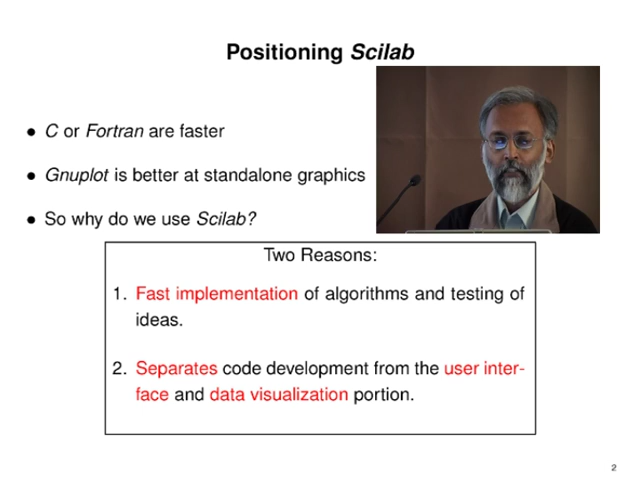 Positioning Scilab
• C or Fortran are faster
• Gnuplot is better at standalone graphics
• So why do we use Scilab?
Two Reasons:
1. Fast implementation of algorithms and testing of
ideas.
2. Separates code development from the user inter-
face and data visualization portion.
2